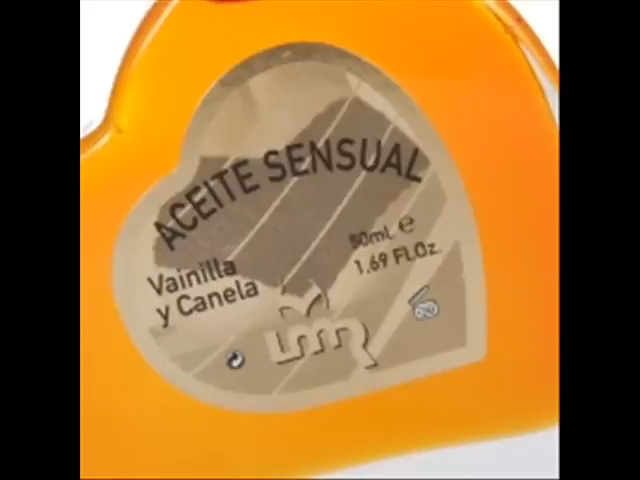 ACEITE SENSUAL
Vainilla
y Canela
50mL e
1.69 FL.Oz.